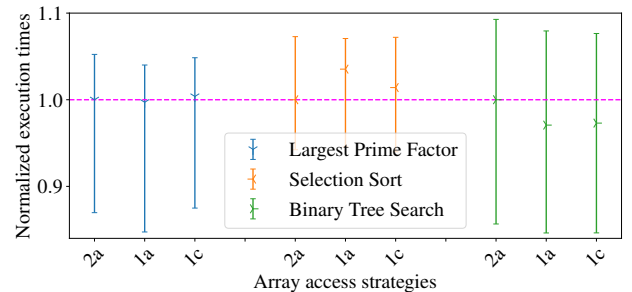 Normalized execution times
1.1
1.0
0.9
Largest Prime Factor
Selection Sort
Binary Tree Search
2a 1a 1c 2a 1a 1c 2a 1a 1c
Array access strategies